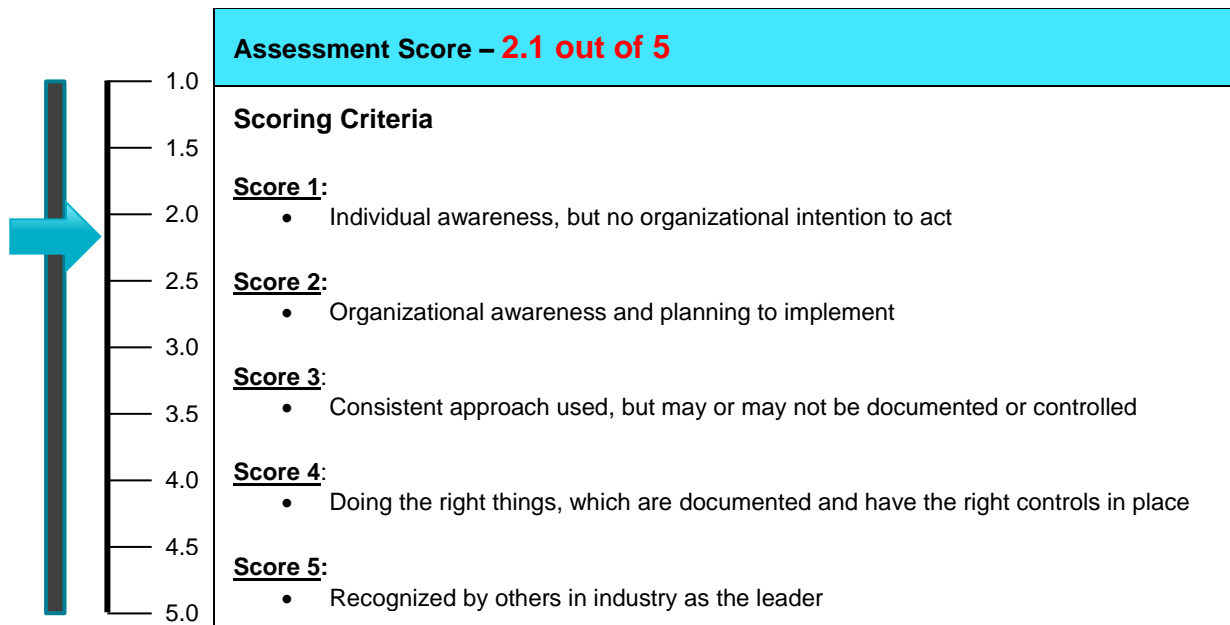 Assessment Score – 2.1 out of 5
1.0
1.5
2.0
2.5
3.0
3.5
4.0
4.5
5.0
Scoring Criteria
Score 1:
• Individual awareness, but no organizational intention to act
Score 2:
• Organizational awareness and planning to implement
Score 3:
• Consistent approach used, but may or may not be documented or controlled
Score 4:
• Doing the right things, which are documented and have the right controls in place
Score 5:
• Recognized by others in industry as the leader